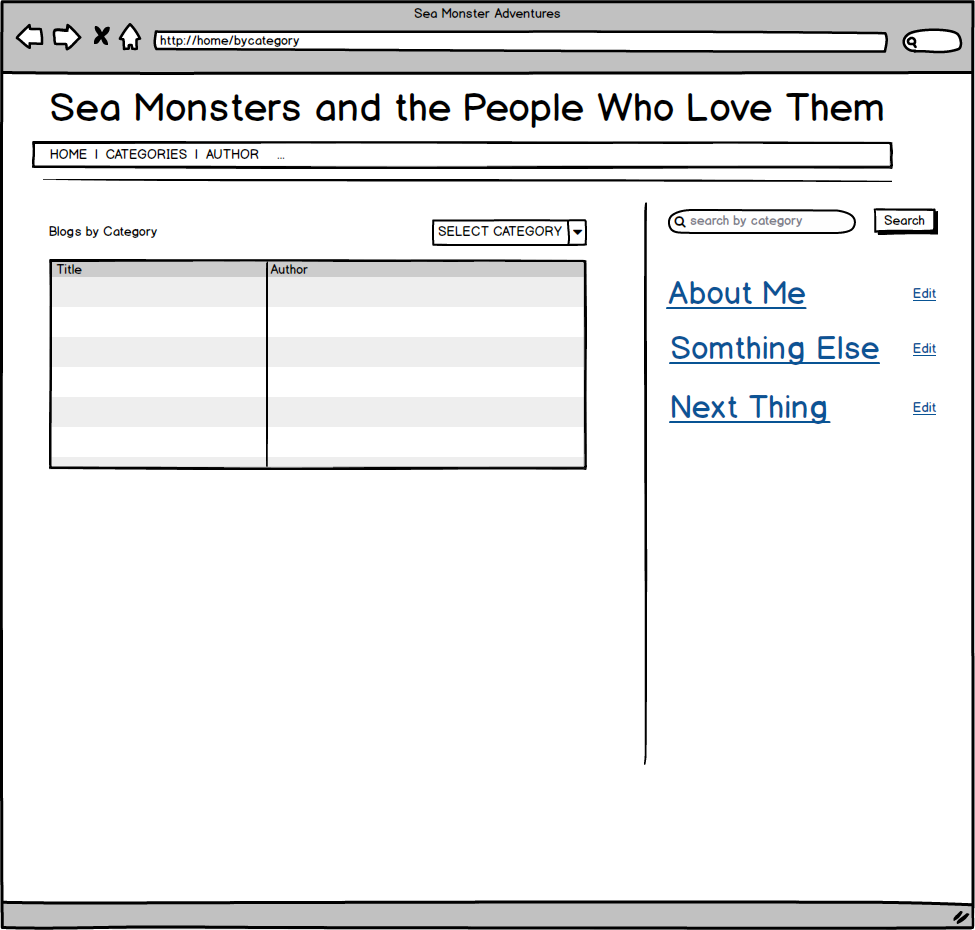 Sea Monster Adventures
http://home/bycategory
Sea Monsters and the People Who Love Them
HOME | CATEGORIES | AUTHOR ...
search by category
Search
Blogs by Category
SELECT CATEGORY
Title Author
About Me Edit
Somthing Else Edit
Next Thing Edit